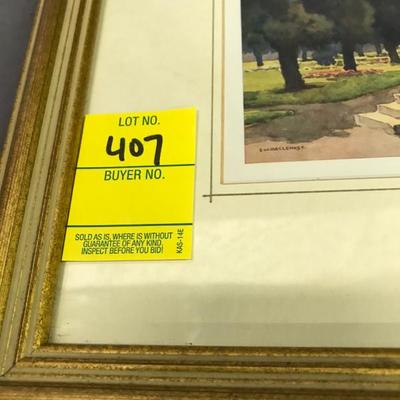 LOT NO.
407
BUYER NO.
SOLD AS IS, WHERE IS WITHOUT
GUARANTEE OF ANY KIND.
INSPECT BEFORE YOU BID!
KAS-14E